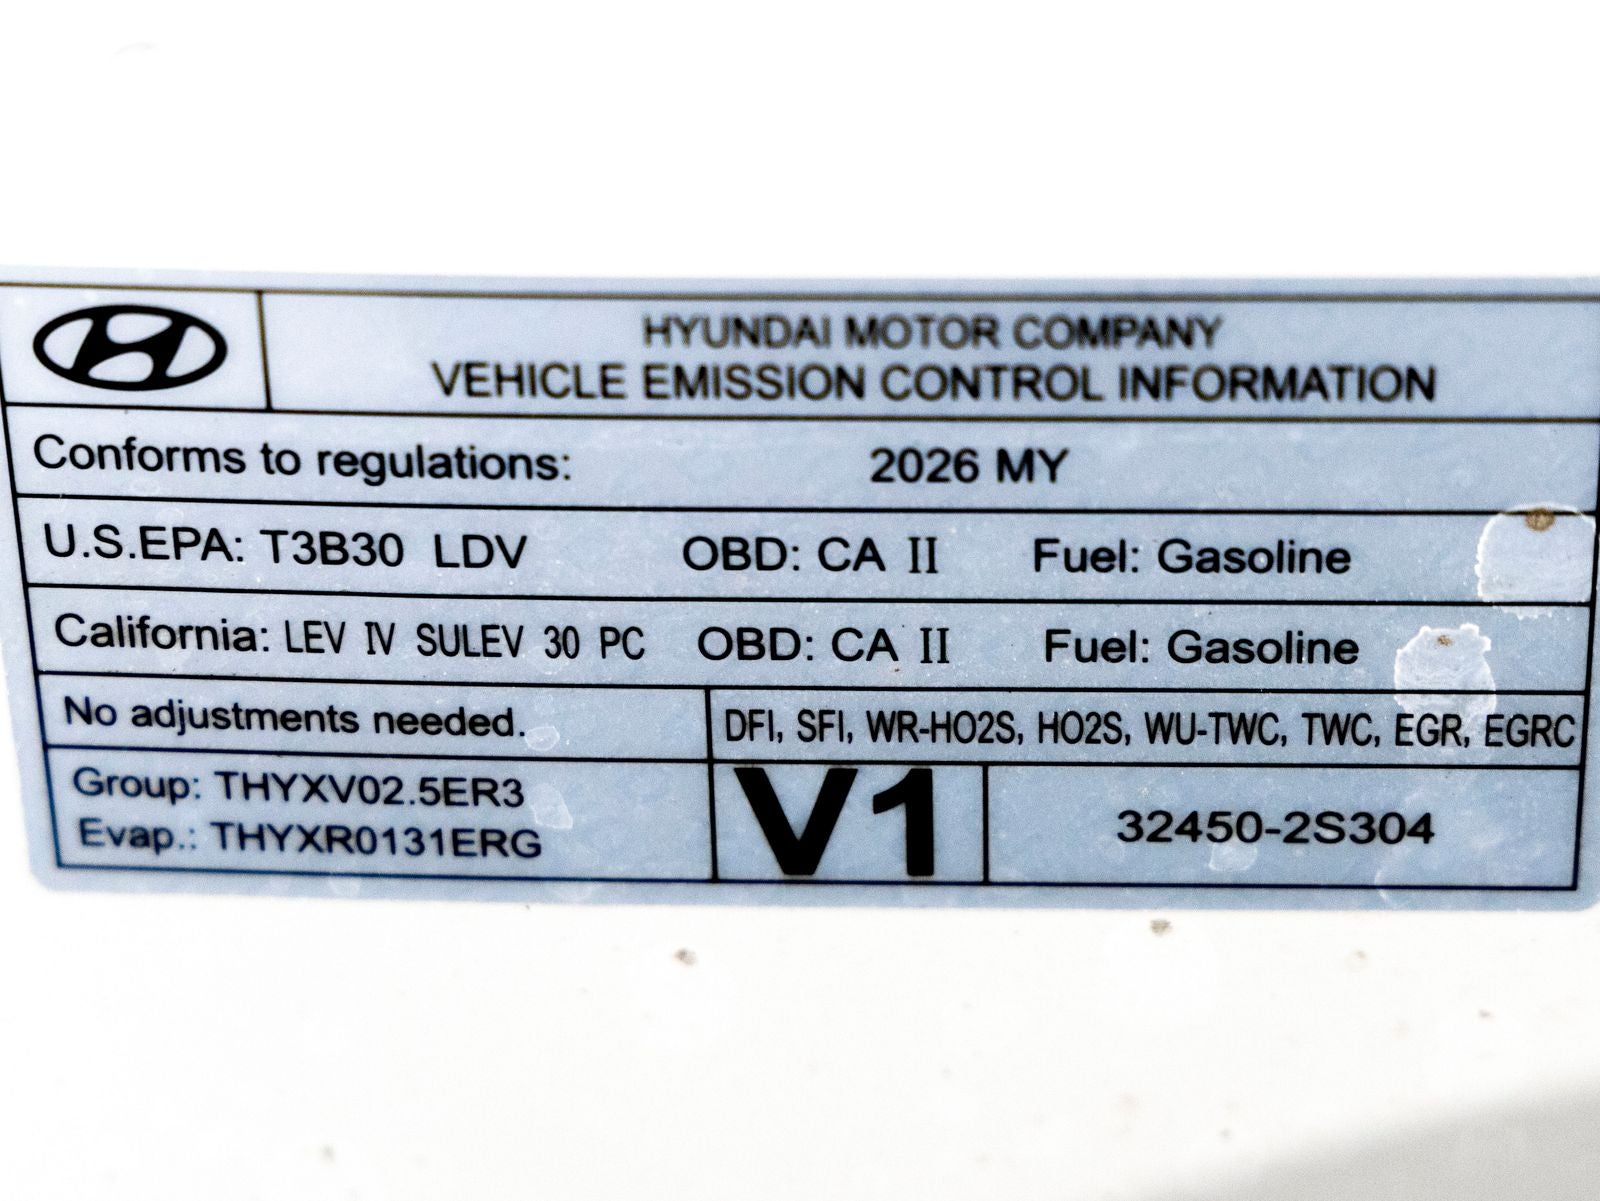 HYUNDAI MOTOR COMPANY
VEHICLE EMISSION CONTROL INFORMATION
Conforms to regulations: 2026 MY
U.S.EPA: T3B30 LDV OBD: CA II Fuel: Gasoline
California: LEV IV SULEV 30 PC OBD: CA II Fuel: Gasoline
No adjustments needed.
DFI, SFI, WR-HO2S, HO2S, WU-TWC, TWC, EGR, EGRC
Group: THYXV02.5ER3
Evap.: THYXR0131ERG
V1
32450-2S304